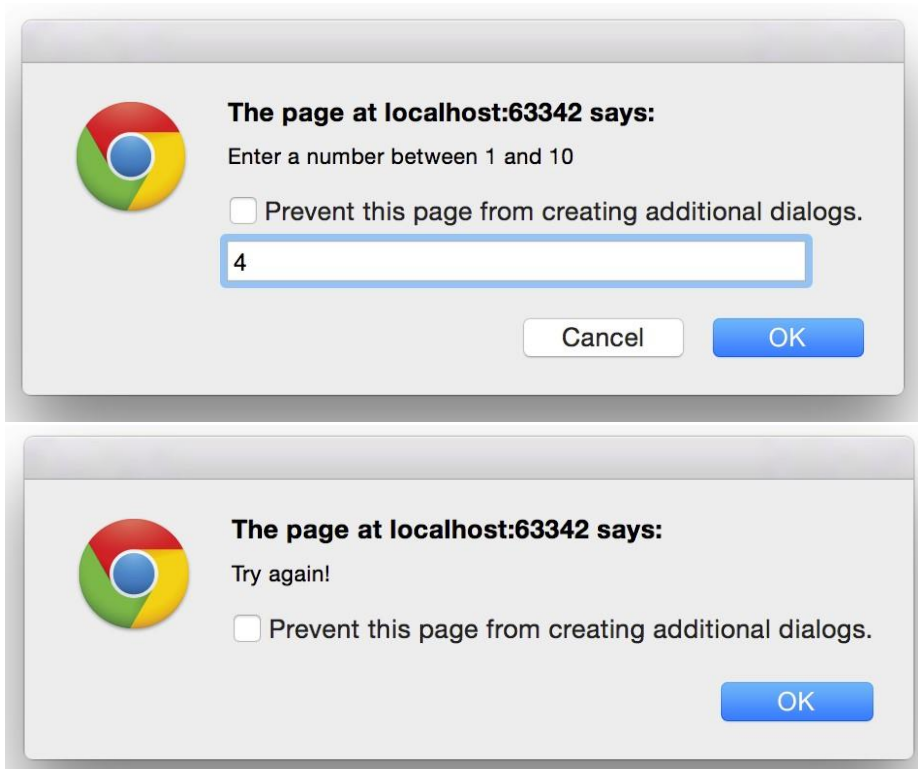 The page at localhost:63342 says:
Enter a number between 1 and 10
Prevent this page from creating additional dialogs.
4
Cancel OK
The page at localhost:63342 says:
Try again!
Prevent this page from creating additional dialogs.
OK